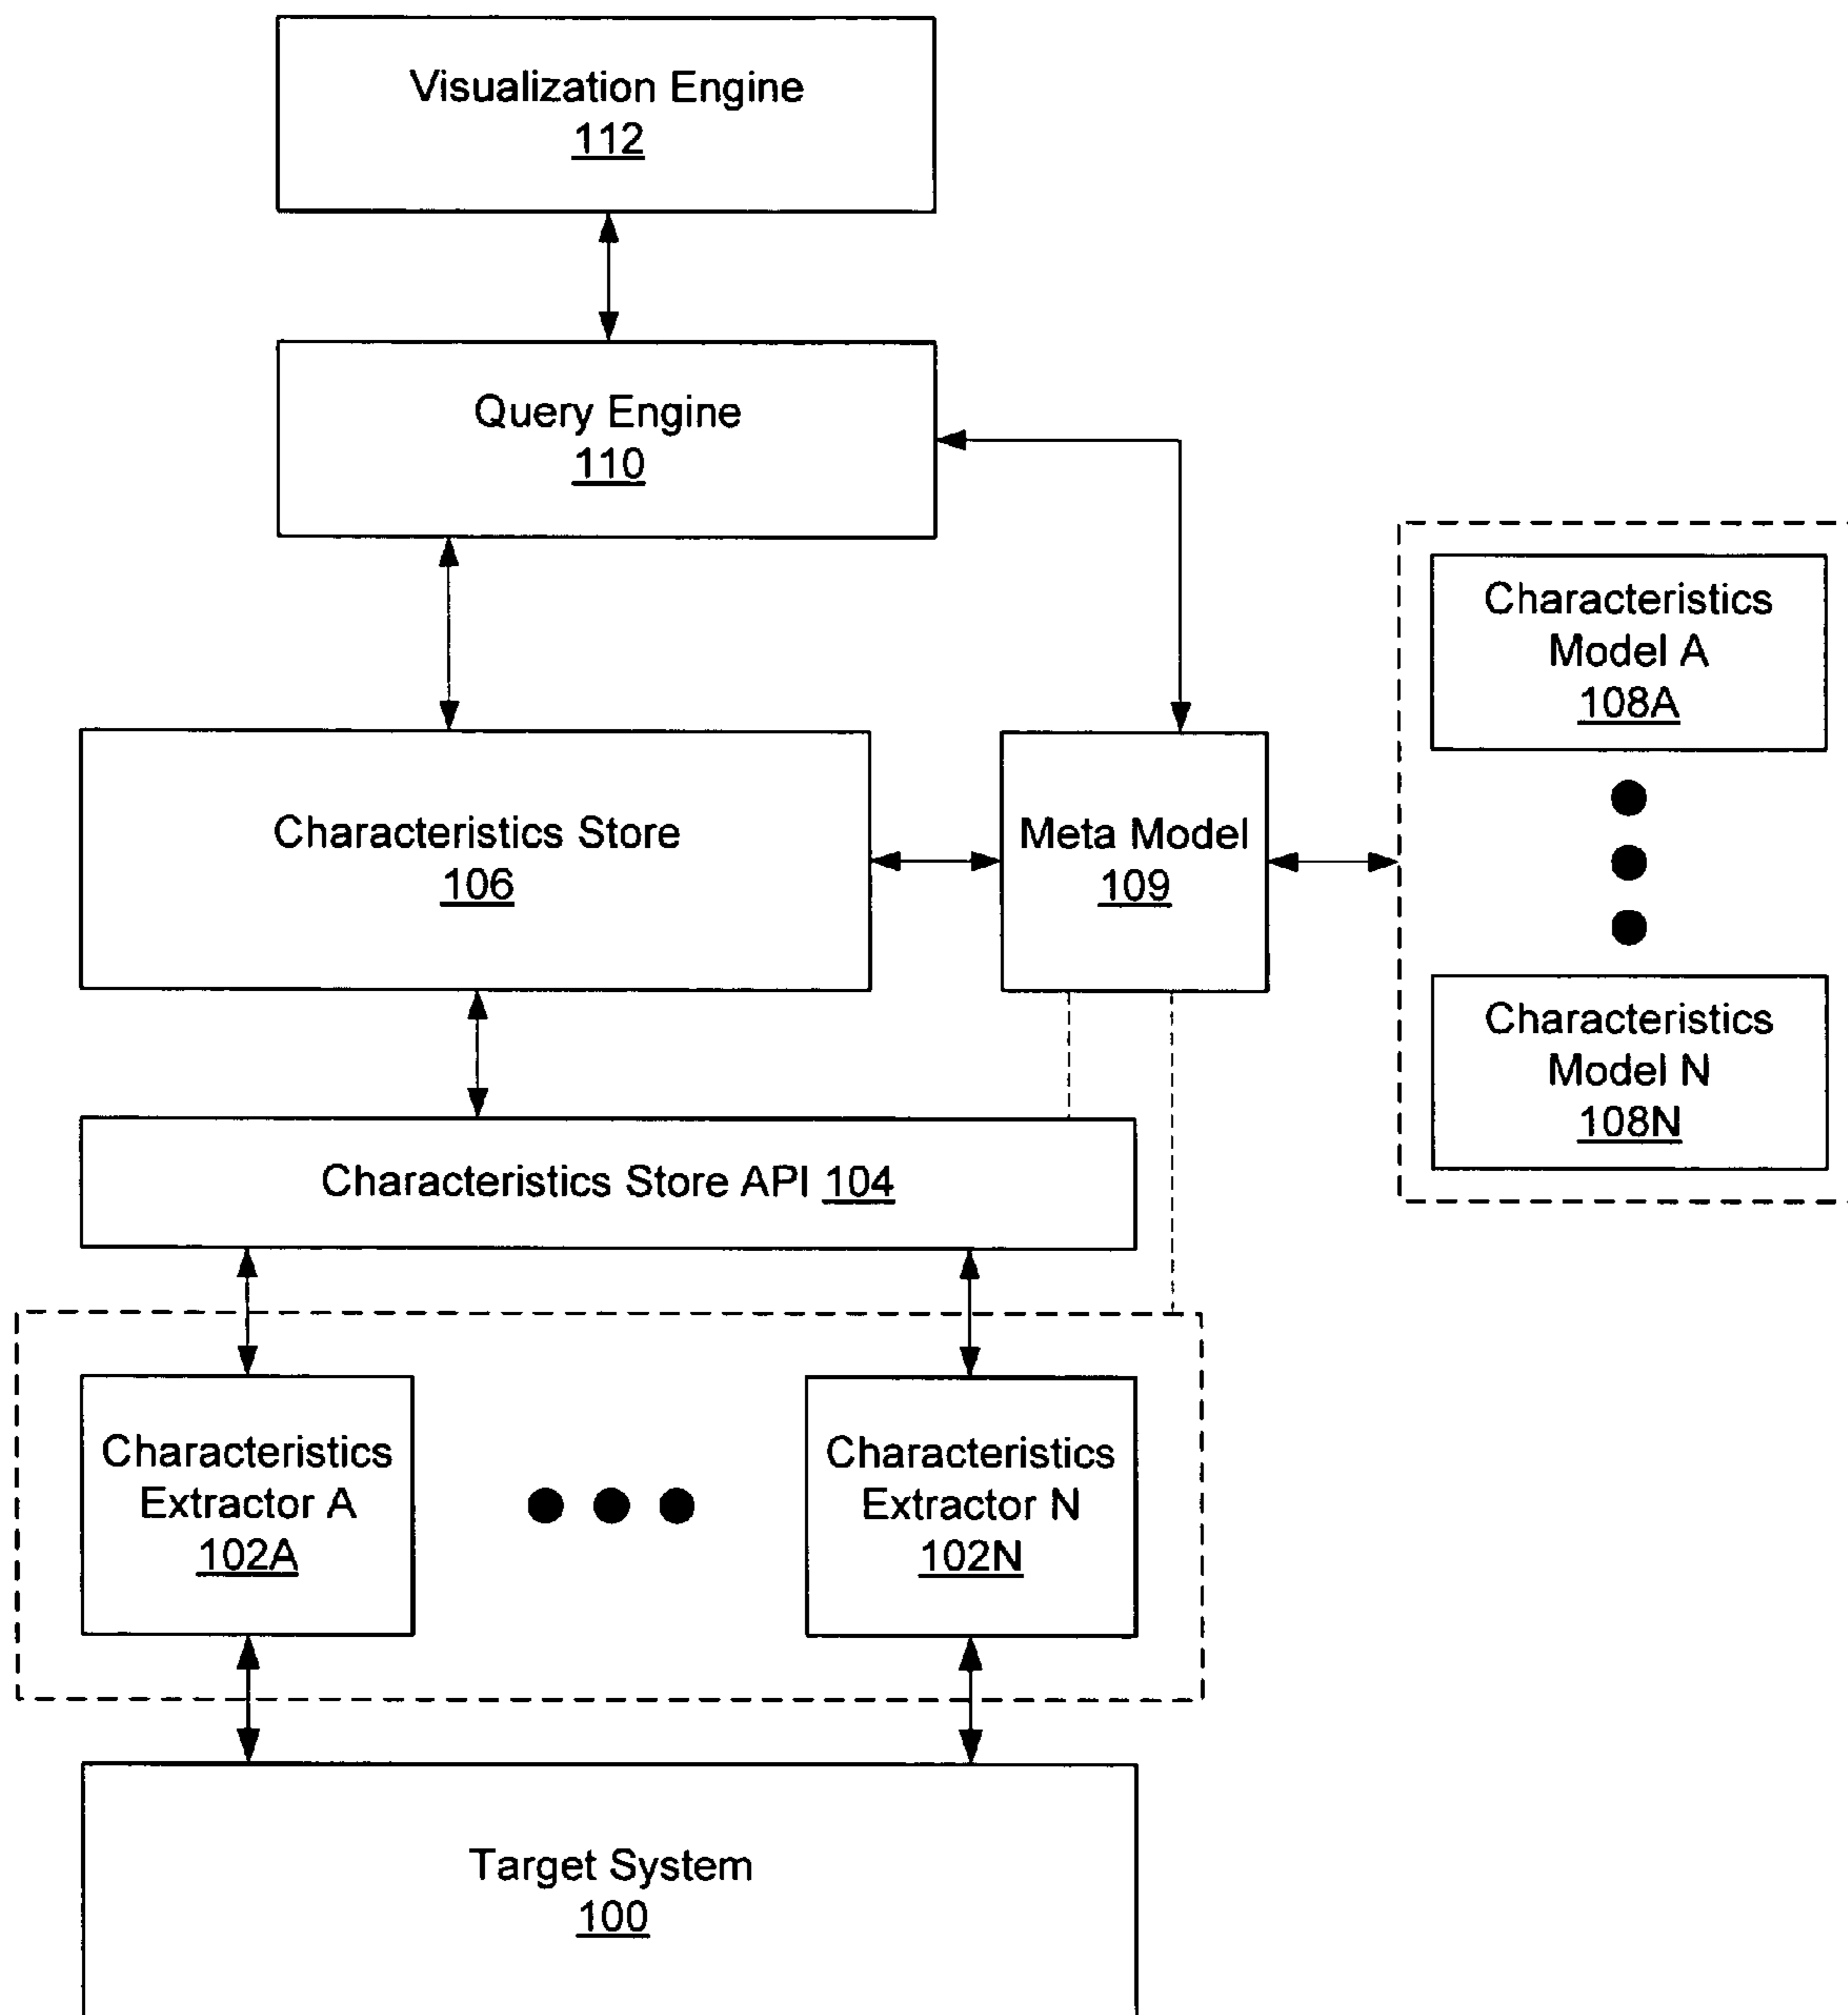 Visualization Engine
112
Query Engine
110
Characteristics
Model A
108A
Characteristics Store
106
Meta Model
109
Characteristics
Model N
108N
Characteristics Store API 104
Characteristics
Extractor A
102A
Characteristics
Extractor N
102N
Target System
100